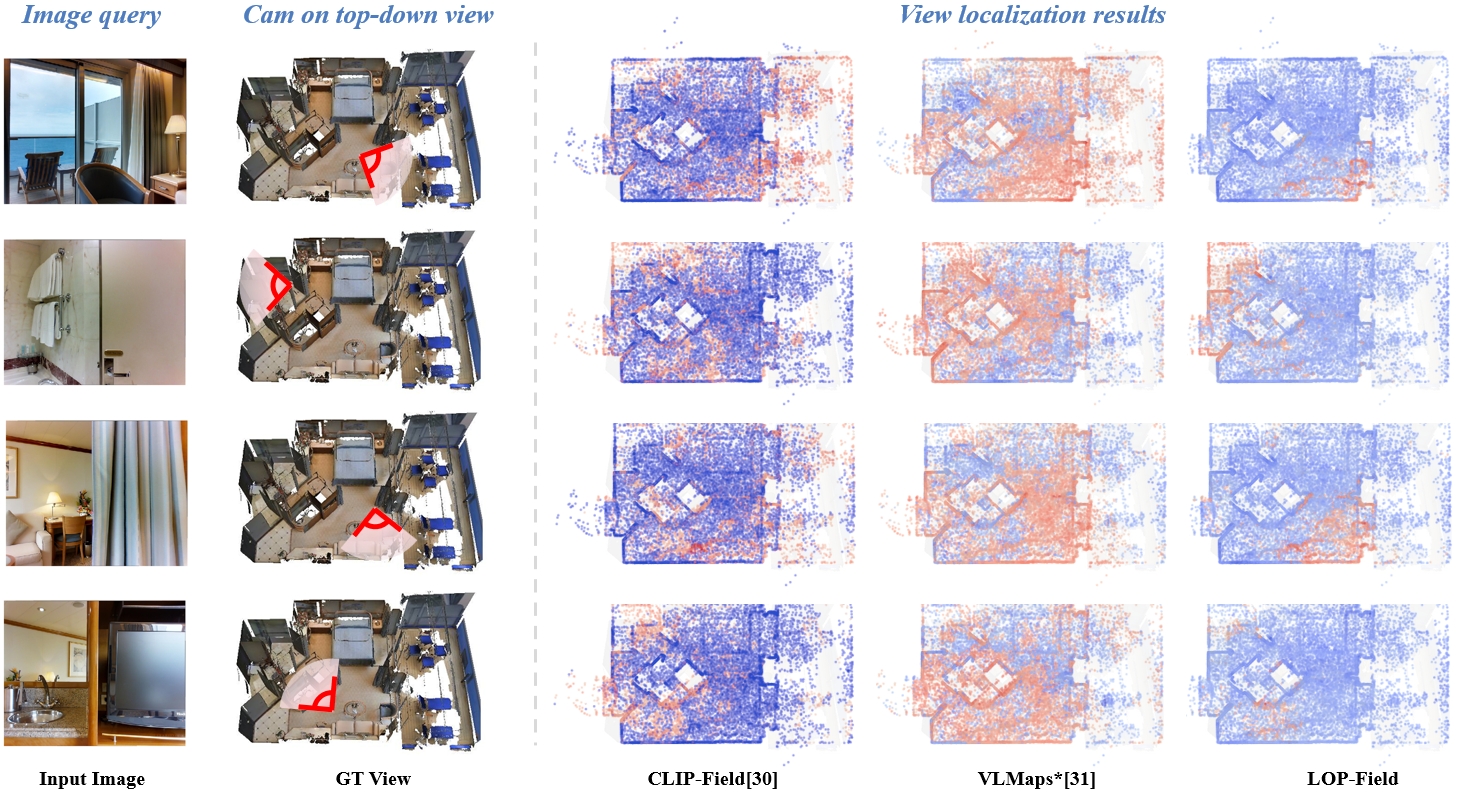 Image query
Cam on top-down view
View localization results
Input Image
GT View
CLIP-Field[30]
VLMaps*[31]
LOP-Field